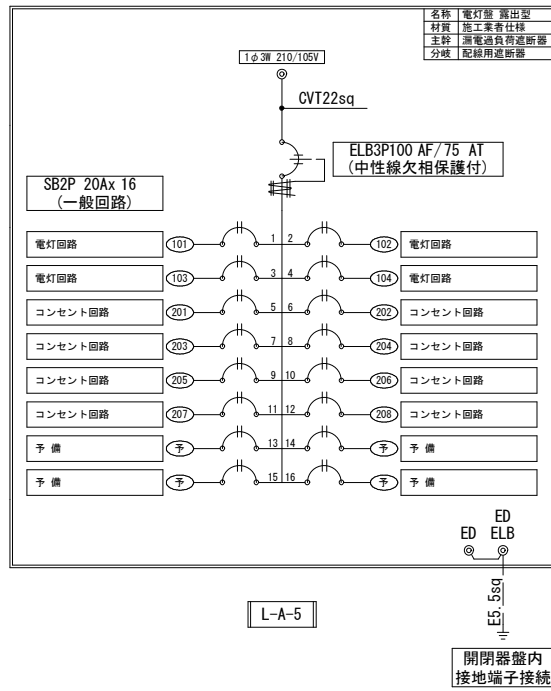 名称 電灯盤 露出型
材質 施工業者仕様
主幹 漏電過負荷遮断器
分岐 配線用遮断器
1φ3W 210/105V
CVT22sq
ELB3P100 AF/75 AT
(中性線欠相保護付)
SB2P 20Ax 16
(一般回路)
電灯回路 101 1 2 102 電灯回路
電灯回路 103 3 4 104 電灯回路
コンセント回路 201 5 6 202 コンセント回路
コンセント回路 203 7 8 204 コンセント回路
コンセント回路 205 9 10 206 コンセント回路
コンセント回路 207 11 12 208 コンセント回路
予 備 予 13 14 予 予 備
予 備 予 15 16 予 予 備
ED
ED ELB
E5.5sq
L-A-5
開閉器盤内
接地端子接続